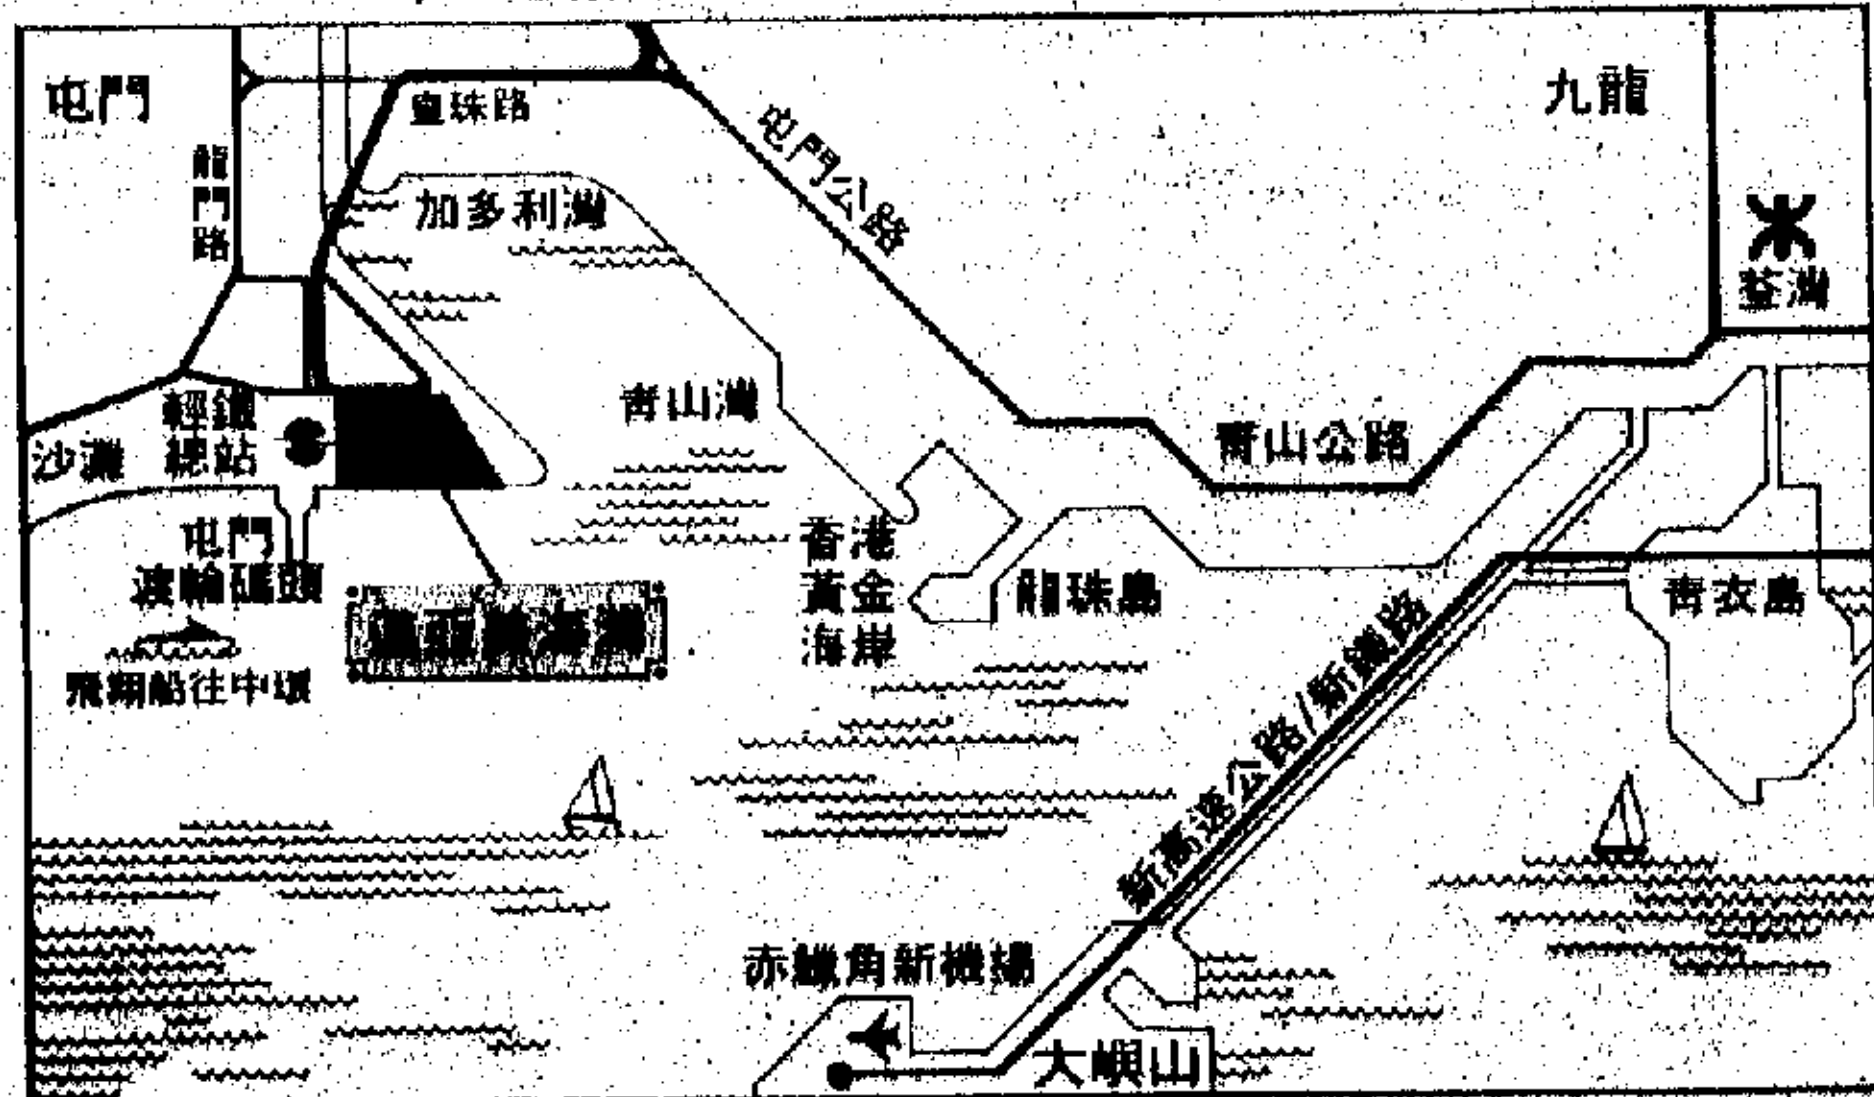 屯門
九龍
皇珠路
屯門公路
龍門路
加多利灣
荃灣
青山灣
青山公路
輕鐵
總站
沙灘
屯門
渡輪碼頭
香港
黃金
海岸
龍珠島
青衣島
飛翔船往中環
新高速公路/新鐵路
赤鱲角新機場
大嶼山